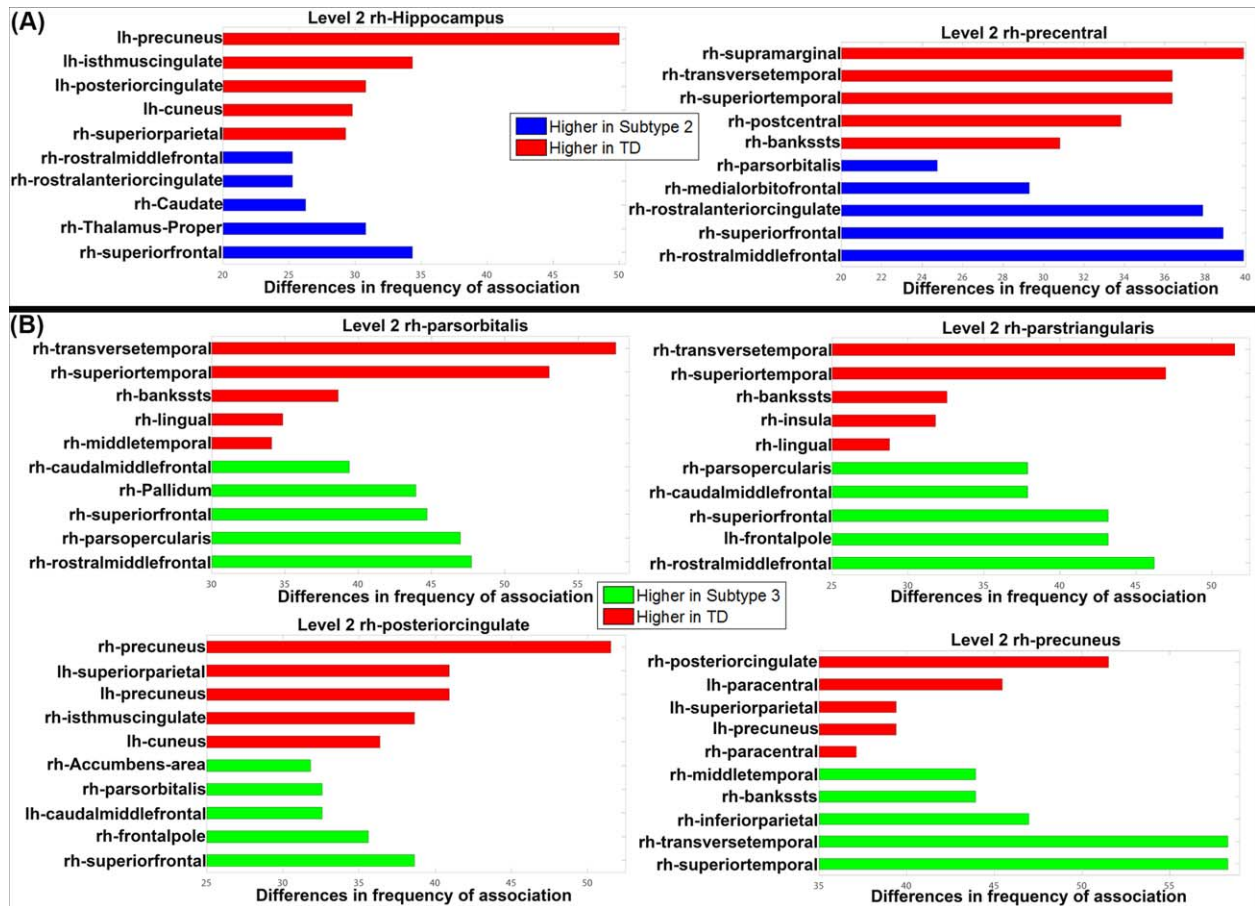 (A)
Level 2 rh-Hippocampus
lh-precuneus
lh-isthmuscingulate
lh-posteriorcingulate
lh-cuneus
rh-superiorparietal
rh-rostralmiddlefrontal
rh-rostralanteriorcingulate
rh-Caudate
rh-Thalamus-Proper
rh-superiorfrontal
20 25 30 35 40 45 50
Differences in frequency of association
Higher in Subtype 2
Higher in TD
Level 2 rh-precentral
rh-supramarginal
rh-transversetemporal
rh-superiortemporal
rh-postcentral
rh-bankssts
rh-parsorbitalis
rh-medialorbitofrontal
rh-rostralanteriorcingulate
rh-superiorfrontal
rh-rostralmiddlefrontal
20 22 24 26 28 30 32 34 36 38 40
Differences in frequency of association
(B)
Level 2 rh-parsorbitalis
rh-transversetemporal
rh-superiortemporal
rh-bankssts
rh-lingual
rh-middletemporal
rh-caudalmiddlefrontal
rh-Pallidum
rh-superiorfrontal
rh-parsopercularis
rh-rostralmiddlefrontal
30 35 40 45 50 55
Differences in frequency of association
Level 2 rh-parstriangularis
rh-transversetemporal
rh-superiortemporal
rh-bankssts
rh-insula
rh-lingual
rh-parsopercularis
rh-caudalmiddlefrontal
rh-superiorfrontal
lh-frontalpole
rh-rostralmiddlefrontal
25 30 35 40 45 50
Differences in frequency of association
Higher in Subtype 3
Higher in TD
Level 2 rh-posteriorcingulate
rh-precuneus
lh-superiorparietal
lh-precuneus
rh-isthmuscingulate
lh-cuneus
rh-Accumbens-area
rh-parsorbitalis
lh-caudalmiddlefrontal
rh-frontalpole
rh-superiorfrontal
25 30 35 40 45 50
Differences in frequency of association
Level 2 rh-precuneus
rh-posteriorcingulate
lh-paracentral
lh-superiorparietal
lh-precuneus
rh-paracentral
rh-middletemporal
rh-bankssts
rh-inferiorparietal
rh-transversetemporal
rh-superiortemporal
35 40 45 50 55
Differences in frequency of association